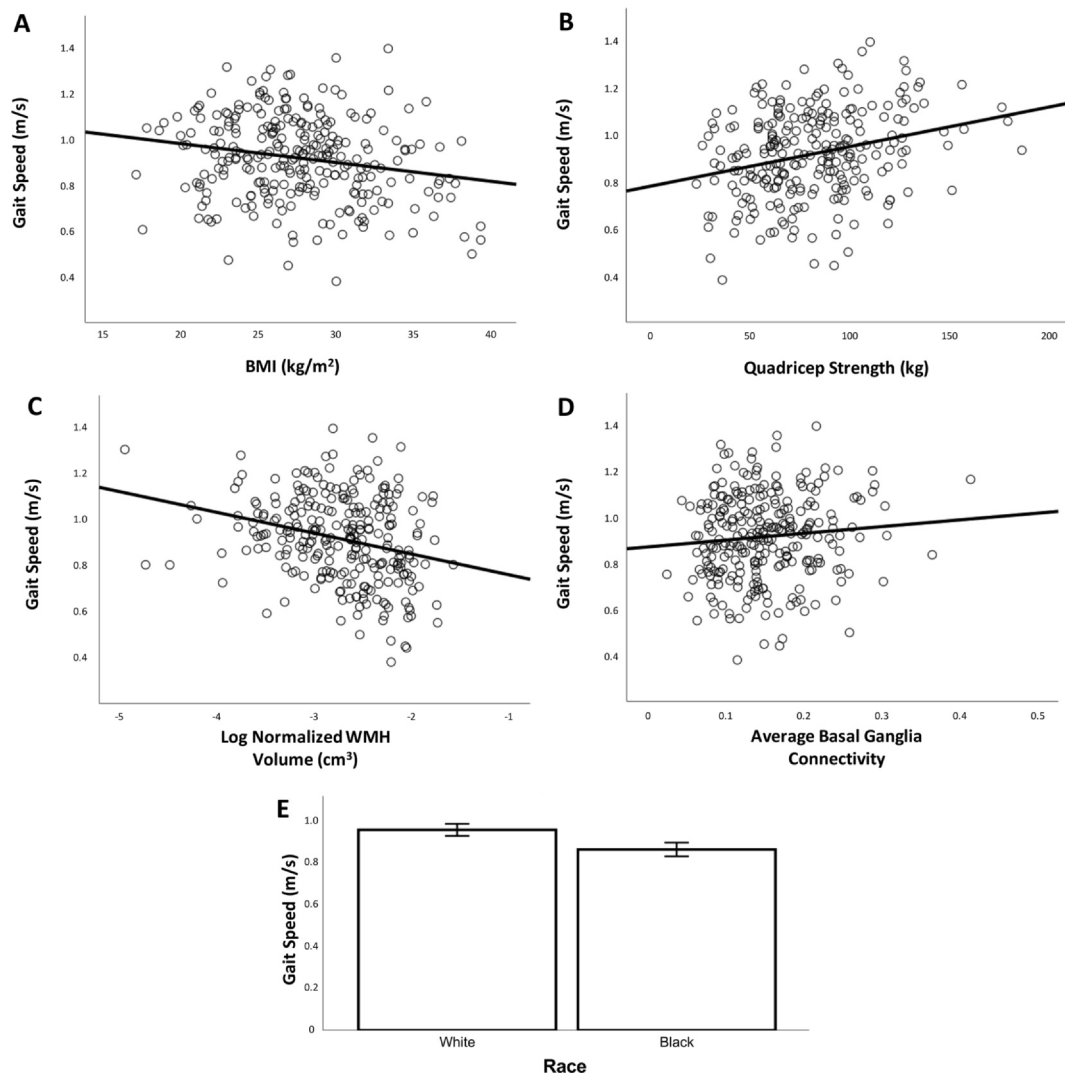 A
Gait Speed (m/s)
1.4
1.2
1.0
0.8
0.6
0.4
15 20 25 30 35 40
BMI (kg/m²)
B
Gait Speed (m/s)
1.4
1.2
1.0
0.8
0.6
0.4
0 50 100 150 200
Quadricep Strength (kg)
C
Gait Speed (m/s)
1.4
1.2
1.0
0.8
0.6
0.4
-5 -4 -3 -2 -1
Log Normalized WMH
Volume (cm³)
D
Gait Speed (m/s)
1.4
1.2
1.0
0.8
0.6
0.4
0 0.1 0.2 0.3 0.4 0.5
Average Basal Ganglia
Connectivity
E
Gait Speed (m/s)
1.0
0.8
0.6
0.4
0.2
0
White Black
Race